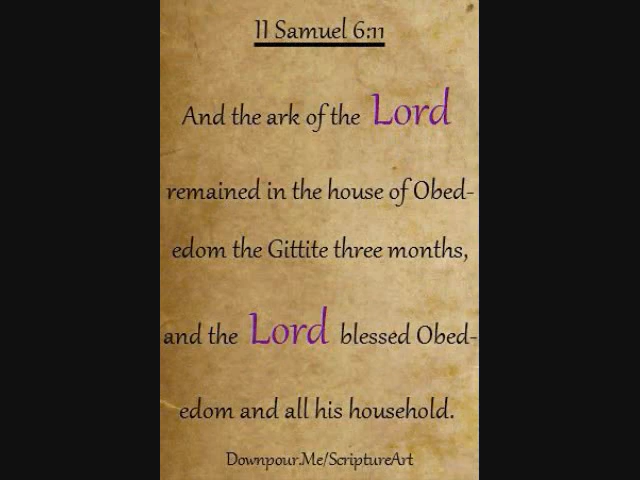 II Samuel 6:11
And the ark of the Lord
remained in the house of Obed-
edom the Gittite three months,
and the Lord blessed Obed-
edom and all his household.
Downpour.Me/ScriptureArt